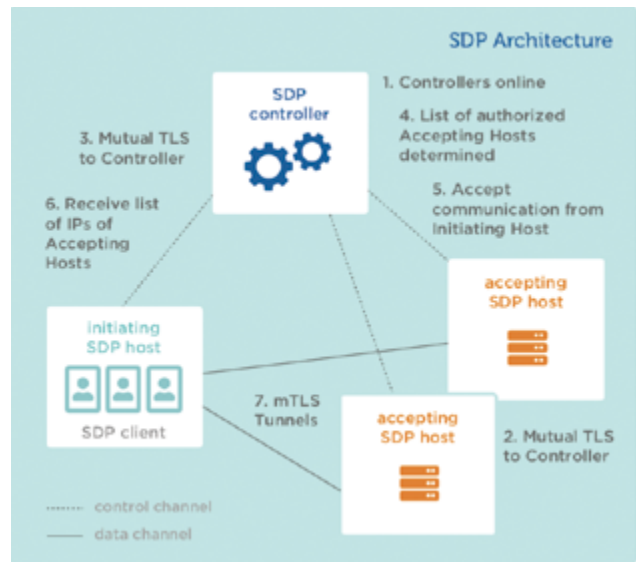 SDP Architecture
SDP
controller
1. Controllers online
4. List of authorized
Accepting Hosts
determined
3. Mutual TLS
to Controller
5. Accept
communication from
Initiating Host
6. Receive list
of IPs of
Accepting
Hosts
accepting
SDP host
initiating
SDP host
SDP client
7. mTLS
Tunnels
accepting
SDP host
2. Mutual TLS
to Controller
control channel
data channel